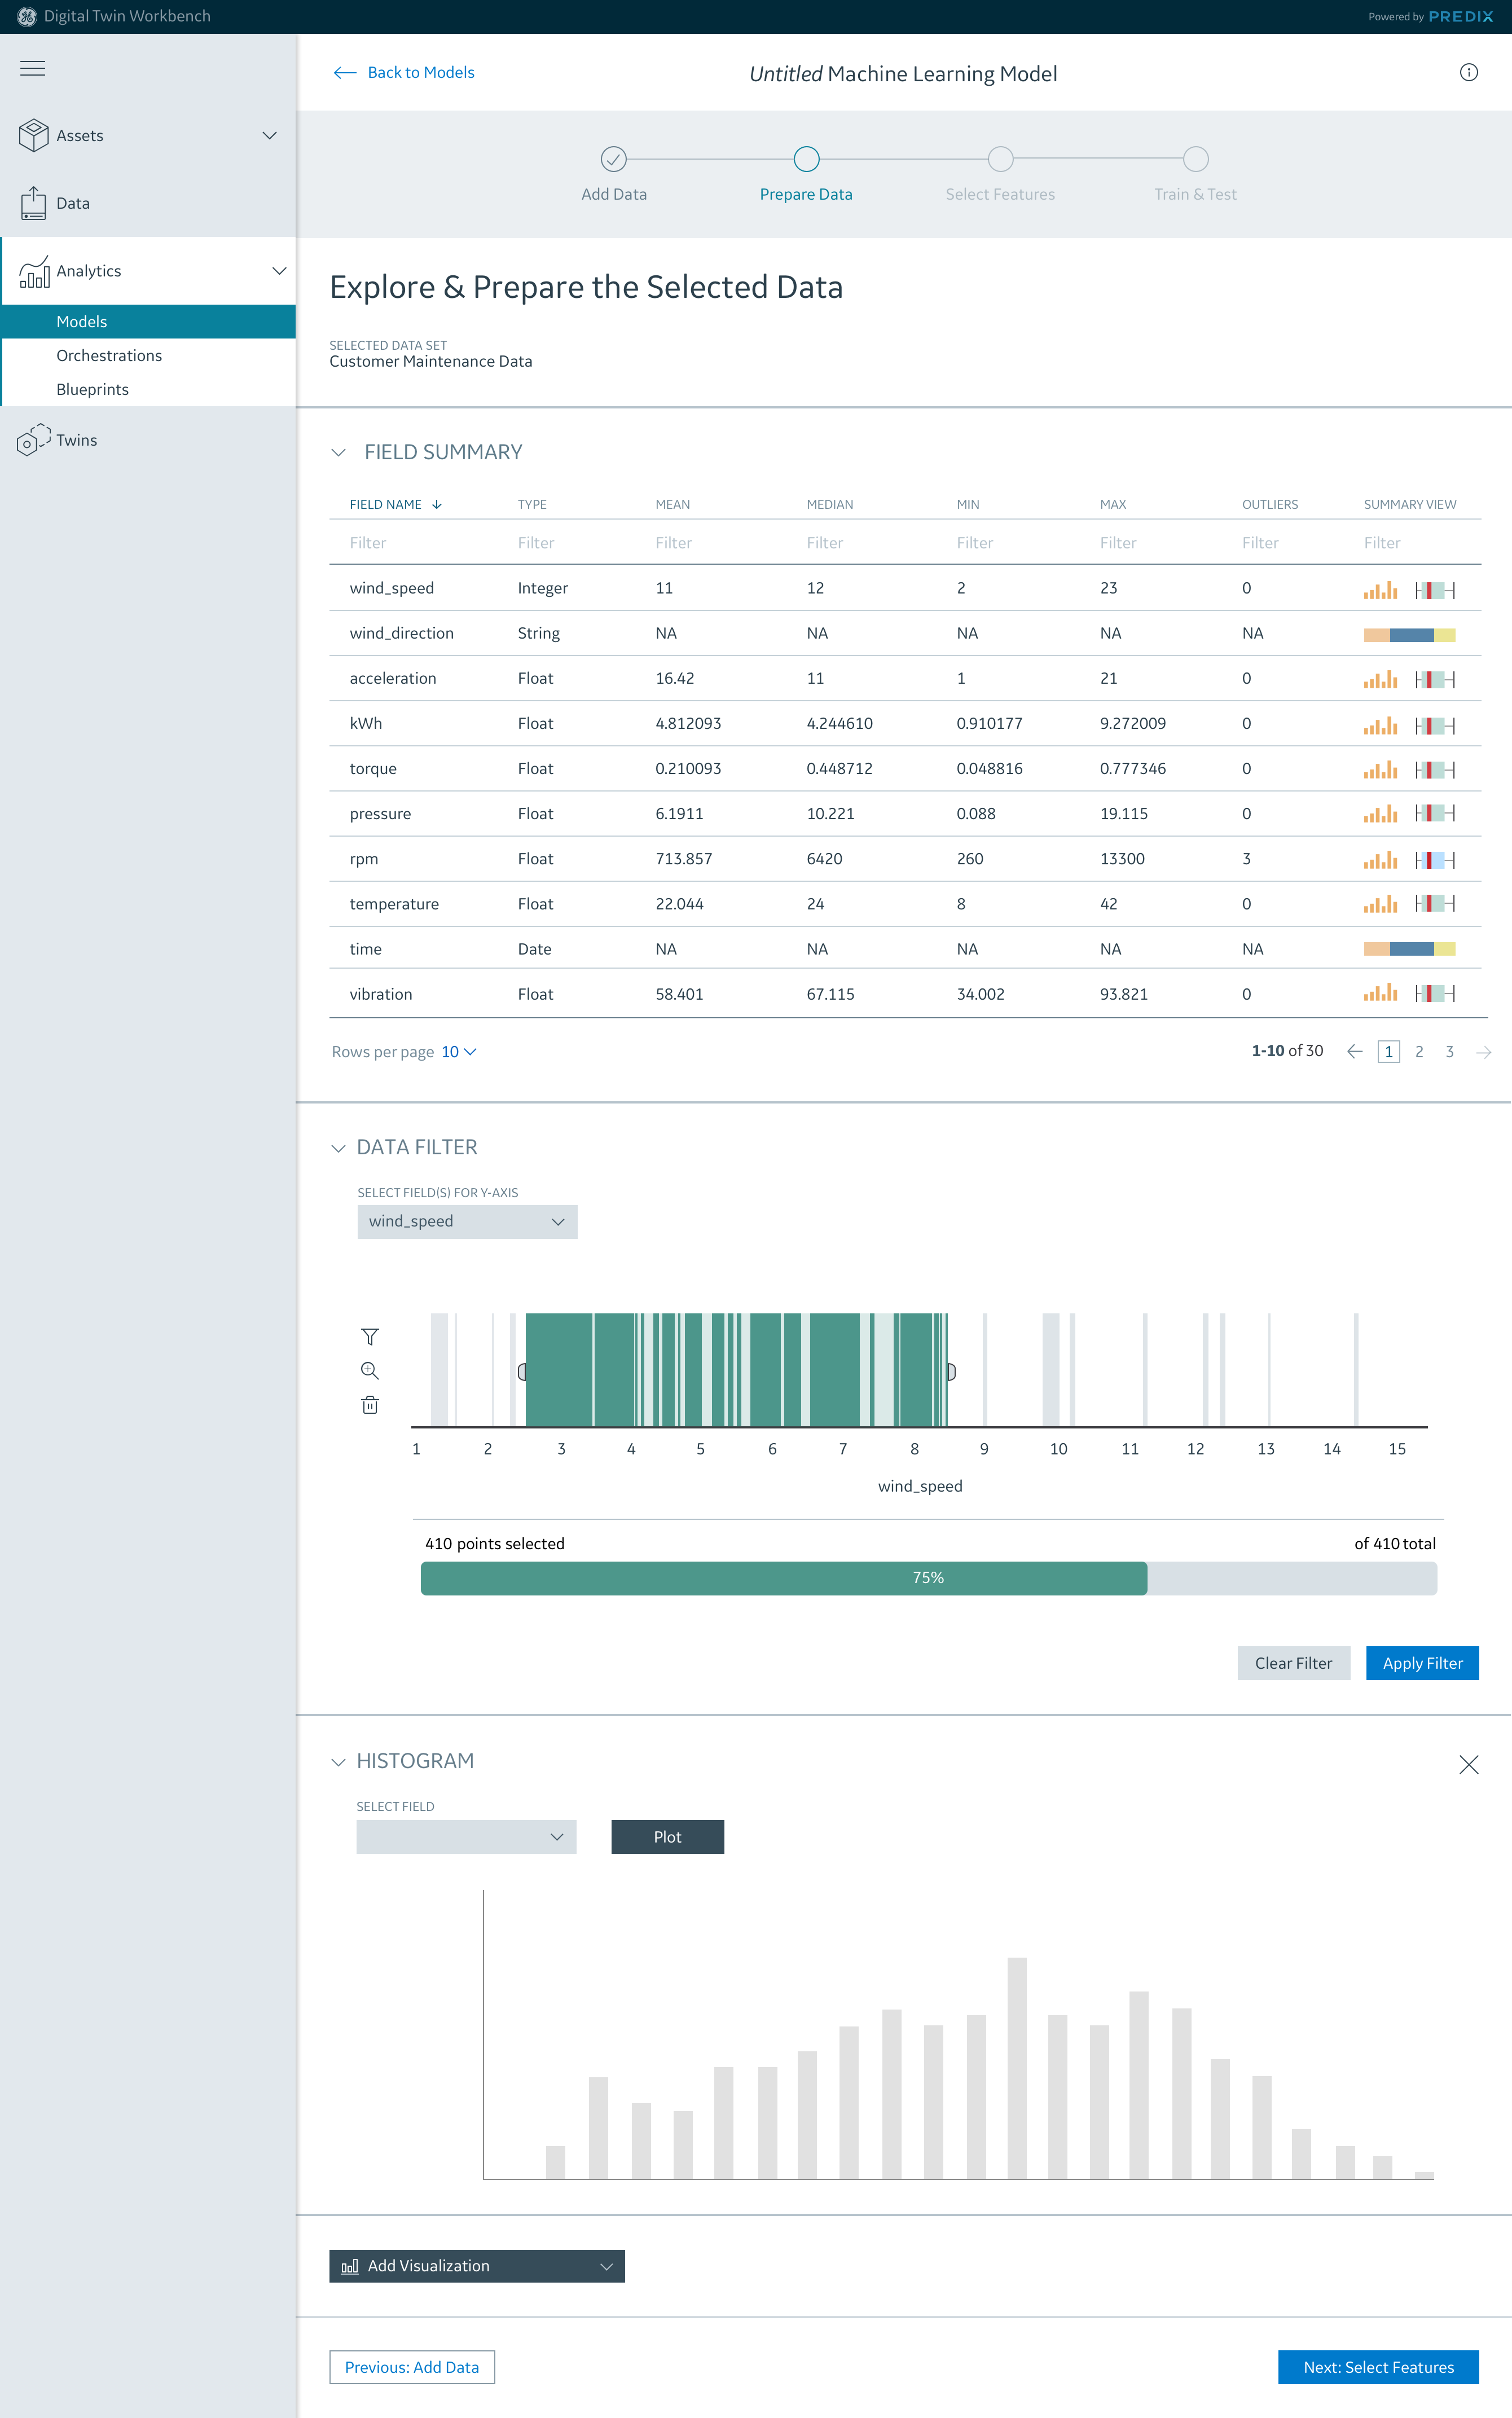 Digital Twin Workbench
Powered by PREDIX
Back to Models
Untitled Machine Learning Model
Assets
Data
Analytics
Models
Orchestrations
Blueprints
Twins
Add Data
Prepare Data
Select Features
Train & Test
Explore & Prepare the Selected Data
SELECTED DATA SET
Customer Maintenance Data
FIELD SUMMARY
FIELD NAME TYPE MEAN MEDIAN MIN MAX OUTLIERS SUMMARY VIEW
Filter Filter Filter Filter Filter Filter Filter Filter
wind_speed Integer 11 12 2 23 0
wind_direction String NA NA NA NA NA
acceleration Float 16.42 11 1 21 0
kWh Float 4.812093 4.244610 0.910177 9.272009 0
torque Float 0.210093 0.448712 0.048816 0.777346 0
pressure Float 6.1911 10.221 0.088 19.115 0
rpm Float 713.857 6420 260 13300 3
temperature Float 22.044 24 8 42 0
time Date NA NA NA NA NA
vibration Float 58.401 67.115 34.002 93.821 0
Rows per page 10
1-10 of 30 1 2 3
DATA FILTER
SELECT FIELD(S) FOR Y-AXIS
wind_speed
1 2 3 4 5 6 7 8 9 10 11 12 13 14 15
wind_speed
410 points selected
of 410 total
75%
Clear Filter
Apply Filter
HISTOGRAM
SELECT FIELD
Plot
Add Visualization
Previous: Add Data
Next: Select Features